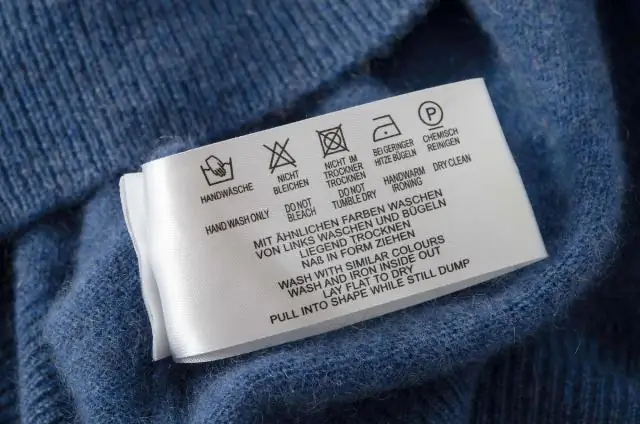 P
HANDWÄSCHE NICHT BLEICHEN NICHT IM TROCKNER TROCKNEN BEI GERINGER HITZE BÜGELN CHEMISCH REINIGEN
HAND WASH ONLY DO NOT BLEACH DO NOT TUMBLE DRY HANDWARM IRONING DRY CLEAN
MIT ÄHNLICHEN FARBEN WASCHEN
VON LINKS WASCHEN UND BÜGELN
LIEGEND TROCKNEN
NAß IN FORM ZIEHEN
WASH WITH SIMILAR COLOURS
WASH AND IRON INSIDE OUT
LAY FLAT TO DRY
PULL INTO SHAPE WHILE STILL DUMP